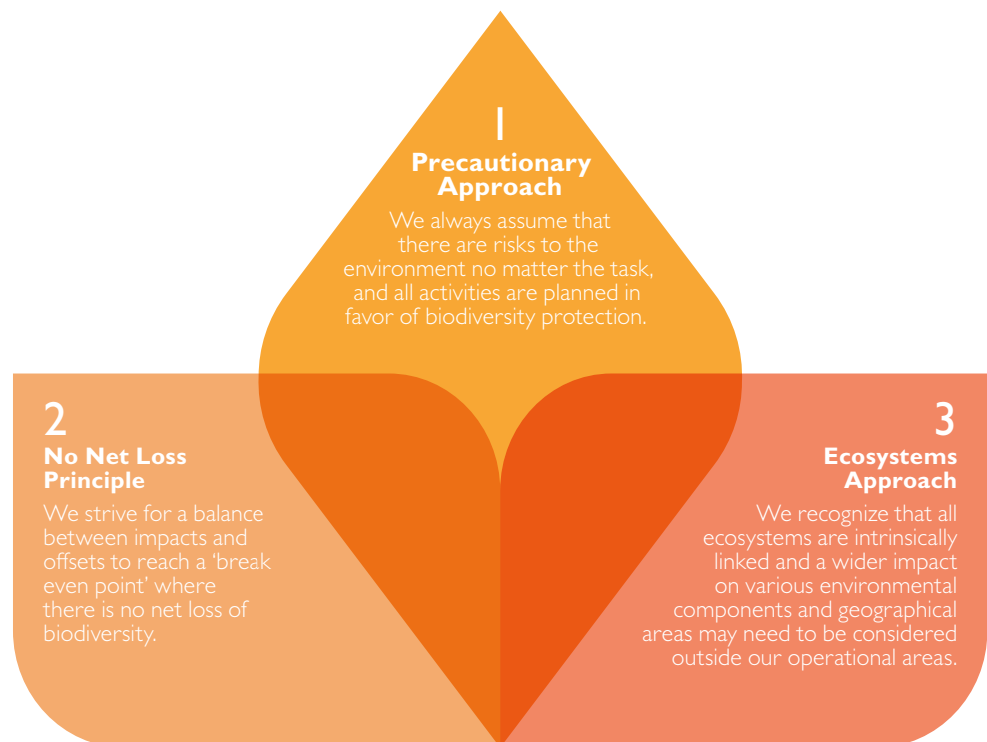 1
Precautionary
Approach
We always assume that
there are risks to the
environment no matter the task,
and all activities are planned in
favor of biodiversity protection.
2
No Net Loss
Principle
We strive for a balance
between impacts and
offsets to reach a ‘break
even point’ where
there is no net loss of
biodiversity.
3
Ecosystems
Approach
We recognize that all
ecosystems are intrinsically
linked and a wider impact
on various environmental
components and geographical
areas may need to be considered
outside our operational areas.